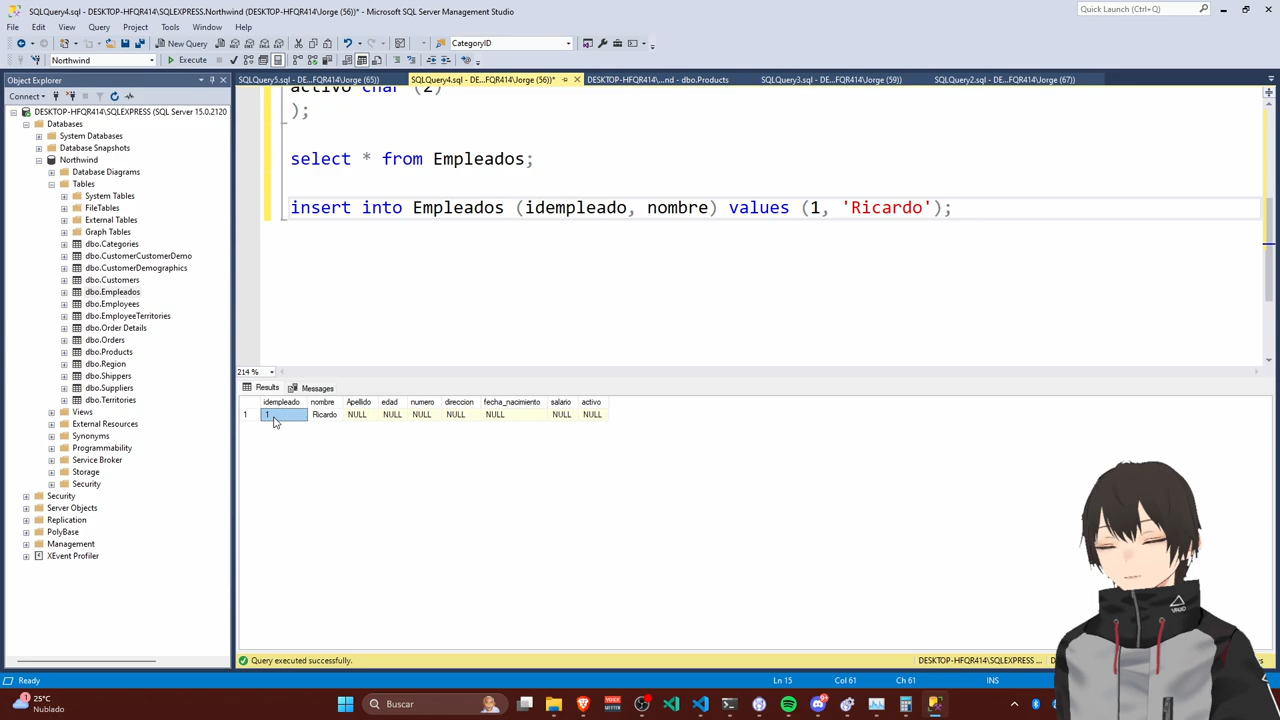 SQLQuery4.sql - DESKTOP-HFQR414\SQLEXPRESS.Northwind (DESKTOP-HFQR414\Jorge (56))* - Microsoft SQL Server Management Studio
Quick Launch (Ctrl+Q)
File Edit View Query Project Tools Window Help
New Query CategoryID
Northwind Execute
Object Explorer
SQLQuery5.sql - DE...FQR414\Jorge (65)) SQLQuery4.sql - DE...FQR414\Jorge (56))* DESKTOP-HFQR414\...nd - dbo.Products SQLQuery3.sql - DE...FQR414\Jorge (59)) SQLQuery2.sql - DE...FQR414\Jorge (67))
Connect
DESKTOP-HFQR414\SQLEXPRESS (SQL Server 15.0.2120
Databases
System Databases
Database Snapshots
Northwind
Database Diagrams
Tables
System Tables
FileTables
External Tables
Graph Tables
dbo.Categories
dbo.CustomerCustomerDemo
dbo.CustomerDemographics
dbo.Customers
dbo.Empleados
dbo.Employees
dbo.EmployeeTerritories
dbo.Order Details
dbo.Orders
dbo.Products
dbo.Region
dbo.Shippers
dbo.Suppliers
dbo.Territories
Views
External Resources
Synonyms
Programmability
Service Broker
Storage
Security
Security
Server Objects
Replication
PolyBase
Management
XEvent Profiler
activo char (2)
);
select * from Empleados;
insert into Empleados (idempleado, nombre) values (1, 'Ricardo');
214 %
Results Messages
idempleado nombre Apellido edad numero direccion fecha_nacimiento salario activo
1 1 Ricardo NULL NULL NULL NULL NULL NULL NULL
Query executed successfully.
DESKTOP-HFQR414\SQLEXPRESS ...
Ready Ln 15 Col 61 Ch 61 INS
25°C
Nublado
Buscar